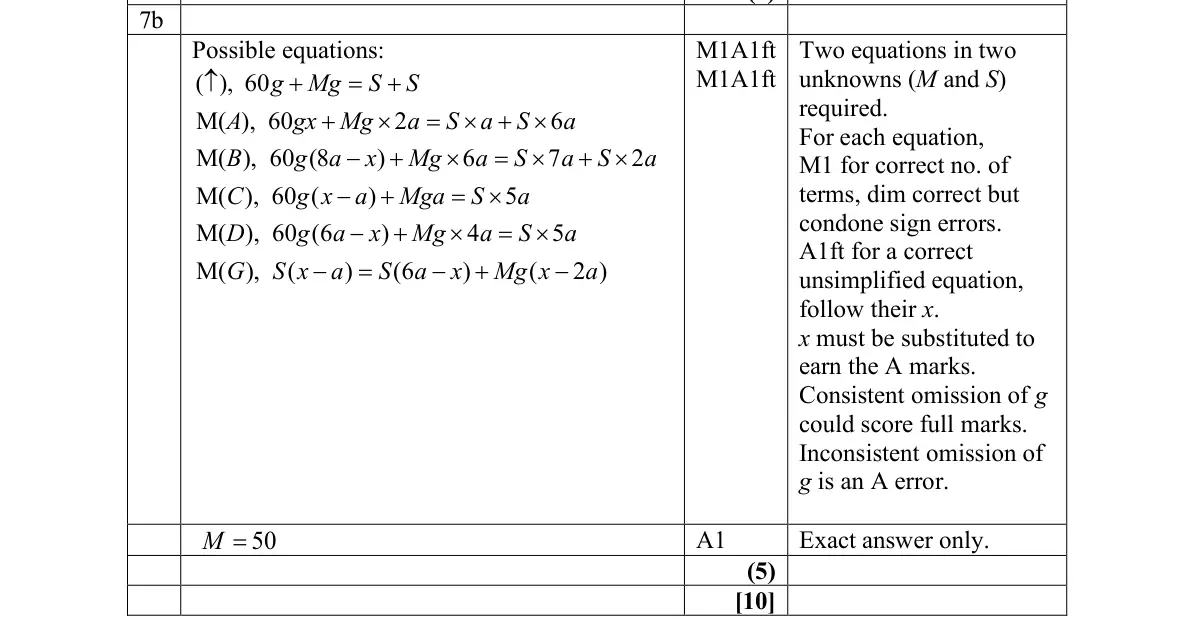 7b
Possible equations:
(↑), 60g + Mg = S + S
M(A), 60gx + Mg × 2a = S × a + S × 6a
M(B), 60g(8a − x) + Mg × 6a = S × 7a + S × 2a
M(C), 60g(x − a) + Mga = S × 5a
M(D), 60g(6a − x) + Mg × 4a = S × 5a
M(G), S(x − a) = S(6a − x) + Mg(x − 2a)
M1A1ft
M1A1ft
Two equations in two
unknowns (M and S)
required.
For each equation,
M1 for correct no. of
terms, dim correct but
condone sign errors.
A1ft for a correct
unsimplified equation,
follow their x.
x must be substituted to
earn the A marks.
Consistent omission of g
could score full marks.
Inconsistent omission of
g is an A error.
M = 50
A1
Exact answer only.
(5)
[10]